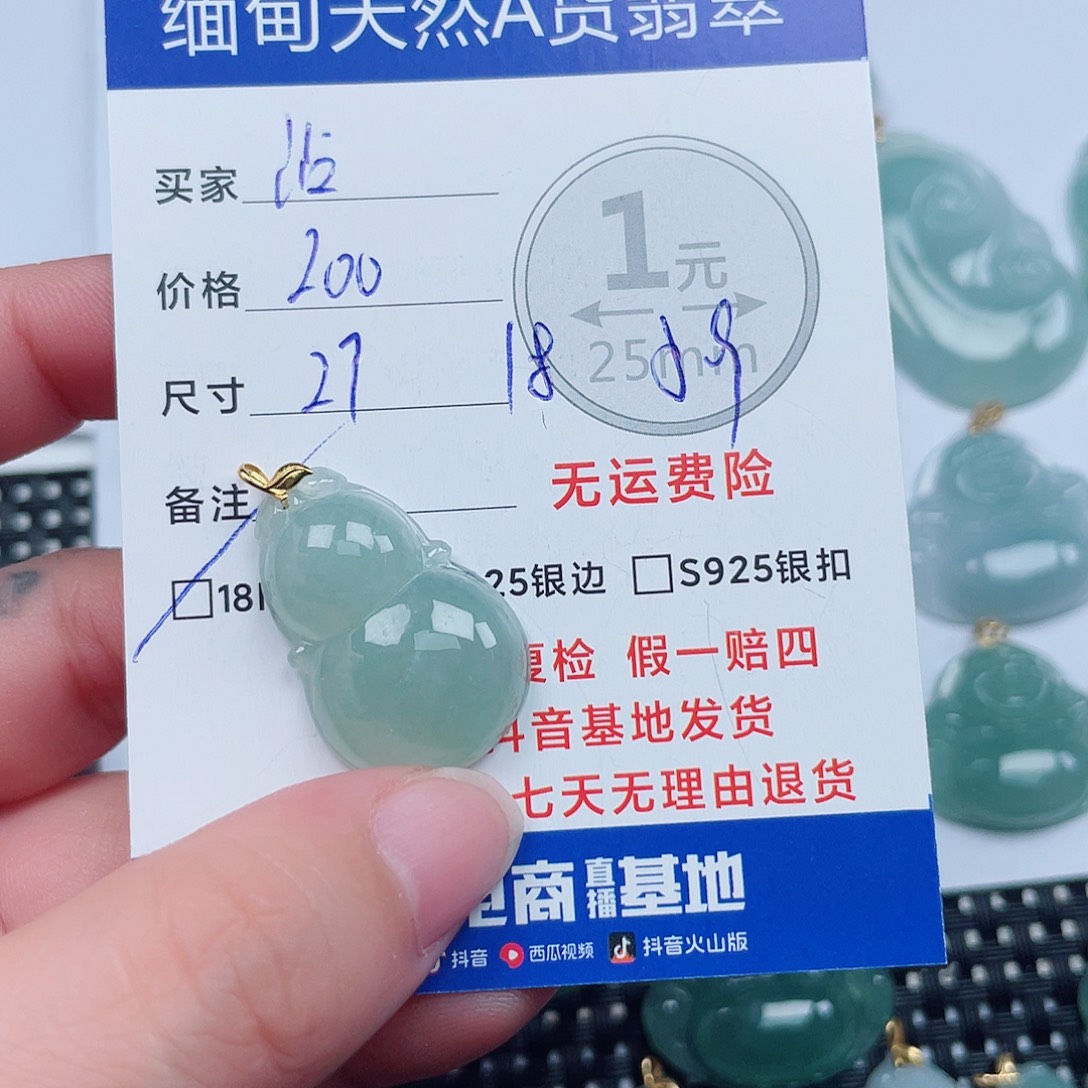 缅甸天然A货翡翠
买家 沾
价格 200
1元
尺寸 27 18
25mm
无运费险
备注
18
25银边 □S925银扣
复检 假一赔四
抖音基地发货
七天无理由退货
电商直播基地
抖音 西瓜视频 抖音火山版